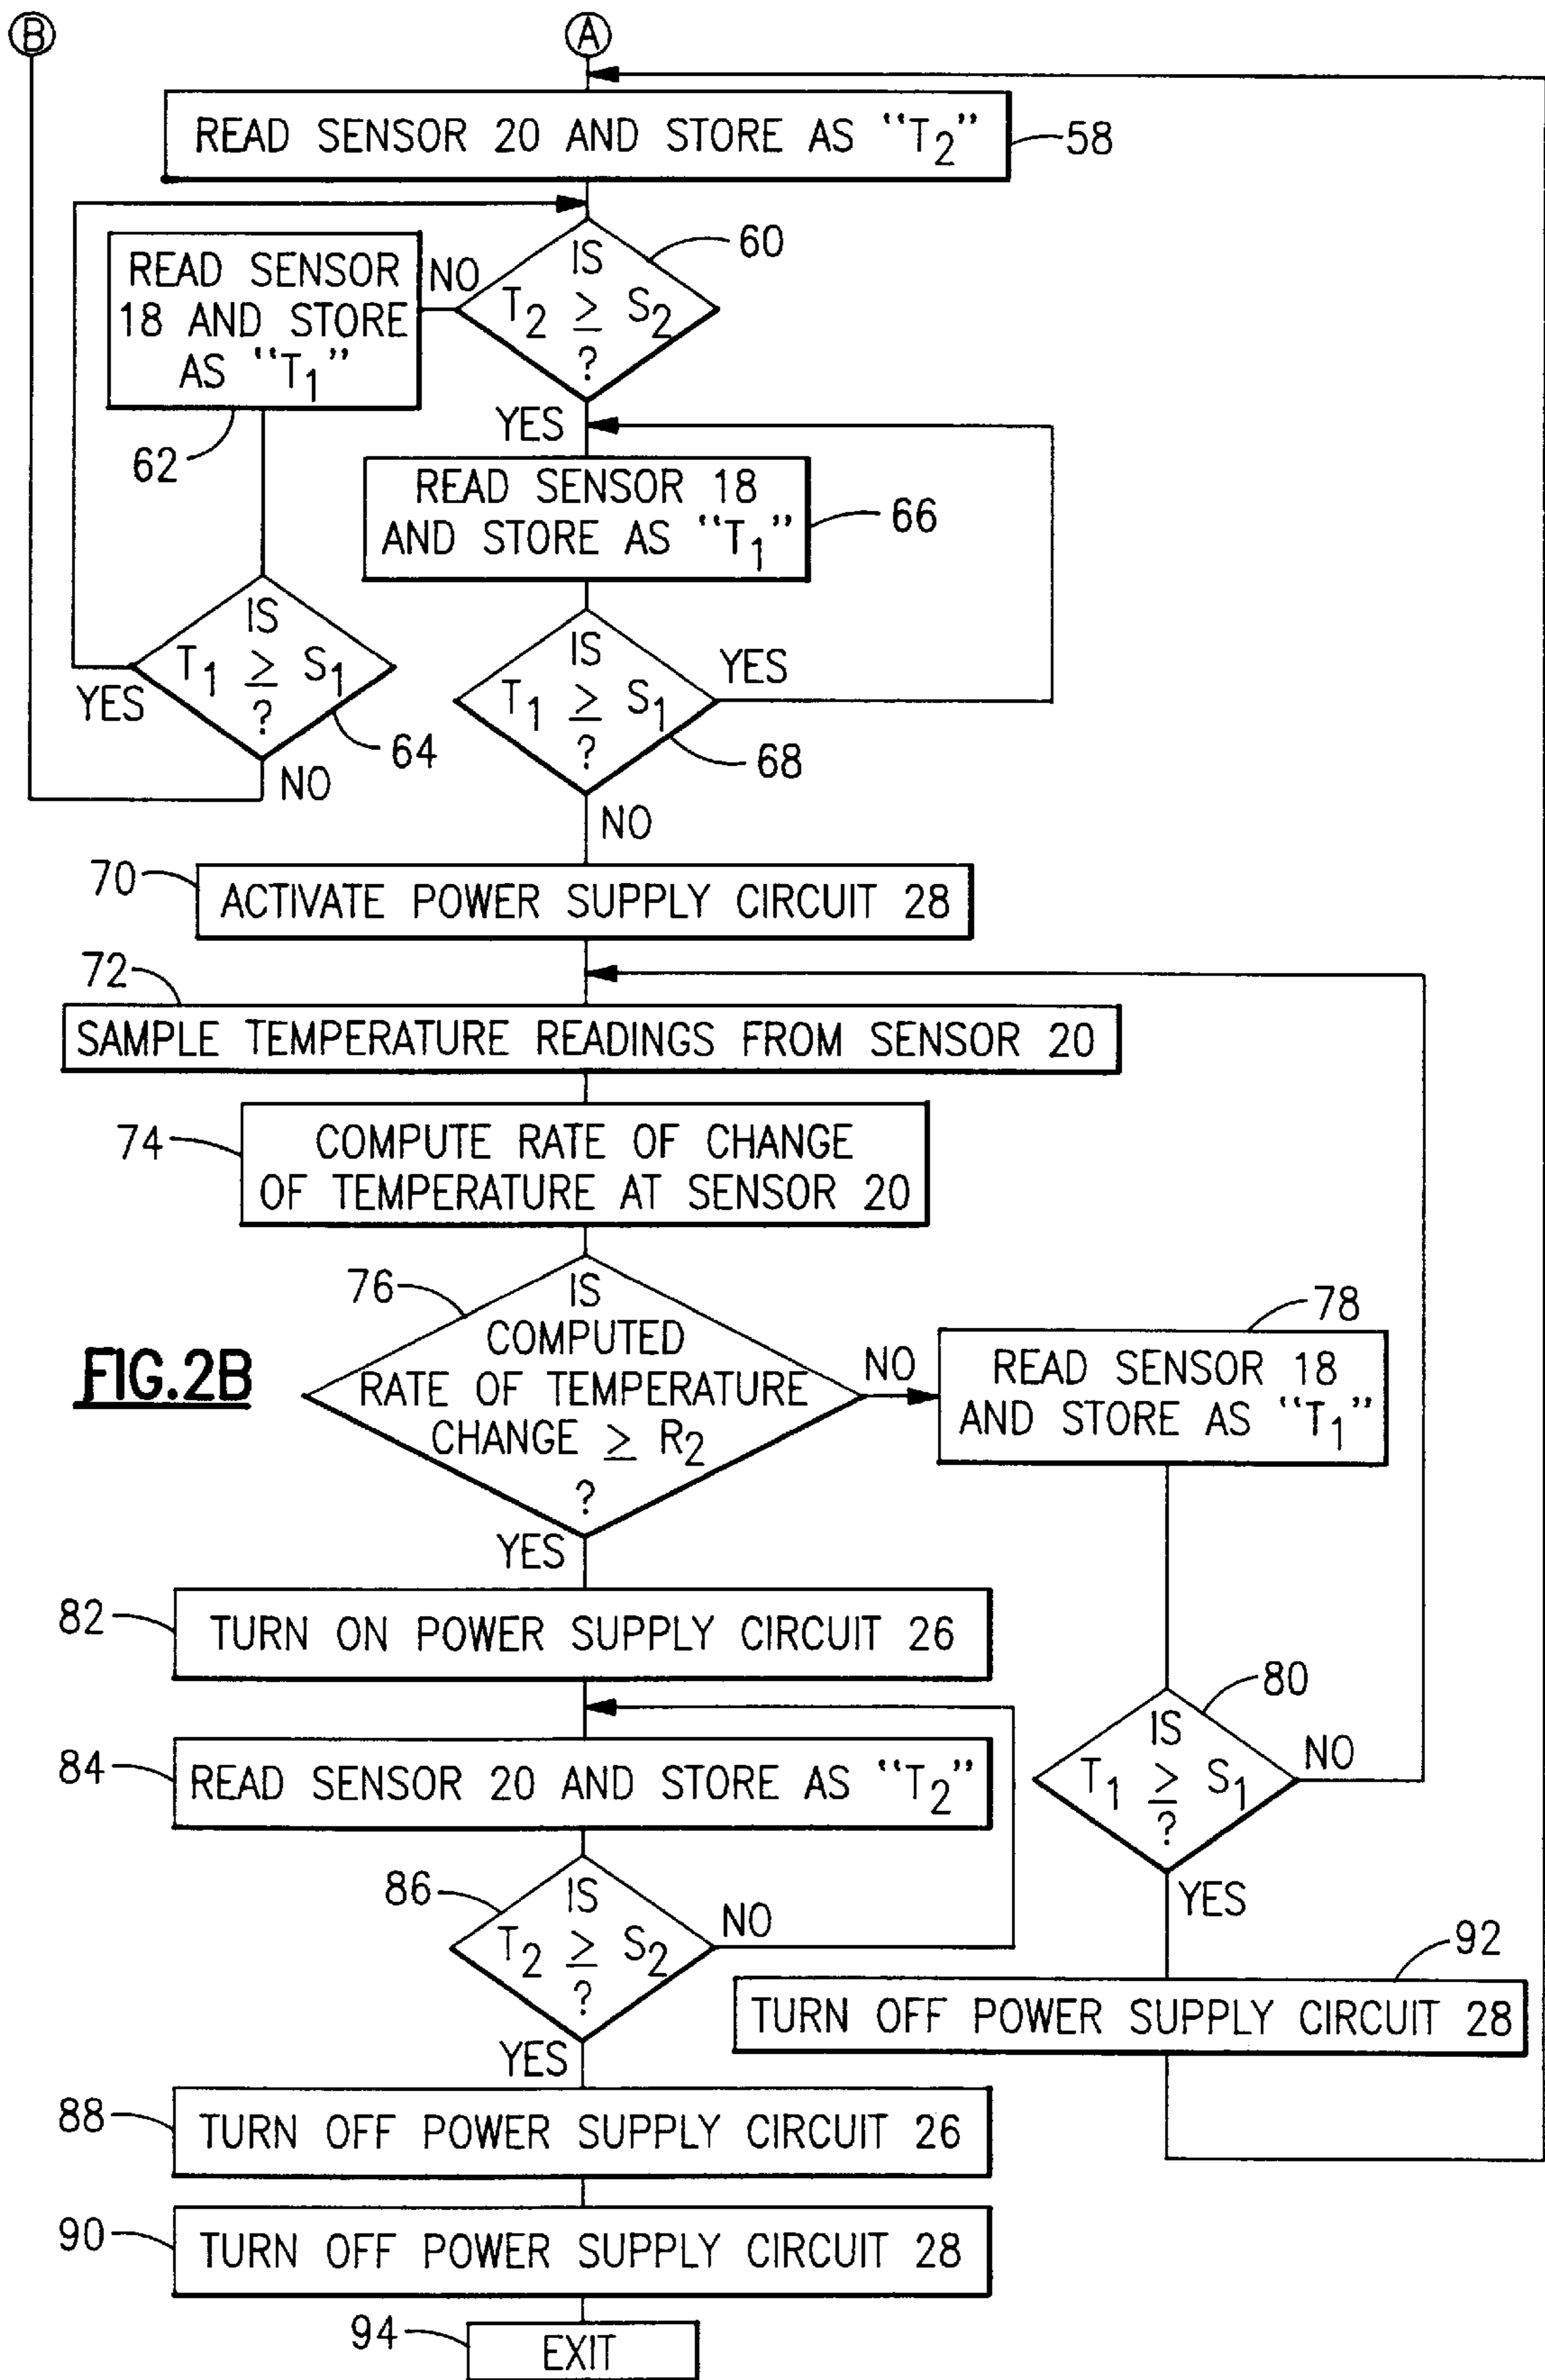 B
A
READ SENSOR 20 AND STORE AS “T2”
58
IS
T2 ≥ S2
?
60
NO
READ SENSOR
18 AND STORE
AS “T1”
62
YES
READ SENSOR 18
AND STORE AS “T1”
66
IS
T1 ≥ S1
?
YES
64
NO
IS
T1 ≥ S1
?
YES
68
NO
70
ACTIVATE POWER SUPPLY CIRCUIT 28
72
SAMPLE TEMPERATURE READINGS FROM SENSOR 20
74
COMPUTE RATE OF CHANGE
OF TEMPERATURE AT SENSOR 20
76
IS
COMPUTED
RATE OF TEMPERATURE
CHANGE ≥ R2
?
NO
78
READ SENSOR 18
AND STORE AS “T1”
FIG.2B
YES
82
TURN ON POWER SUPPLY CIRCUIT 26
80
IS
T1 ≥ S1
?
NO
YES
84
READ SENSOR 20 AND STORE AS “T2”
86
IS
T2 ≥ S2
?
NO
YES
92
TURN OFF POWER SUPPLY CIRCUIT 28
88
TURN OFF POWER SUPPLY CIRCUIT 26
90
TURN OFF POWER SUPPLY CIRCUIT 28
94
EXIT